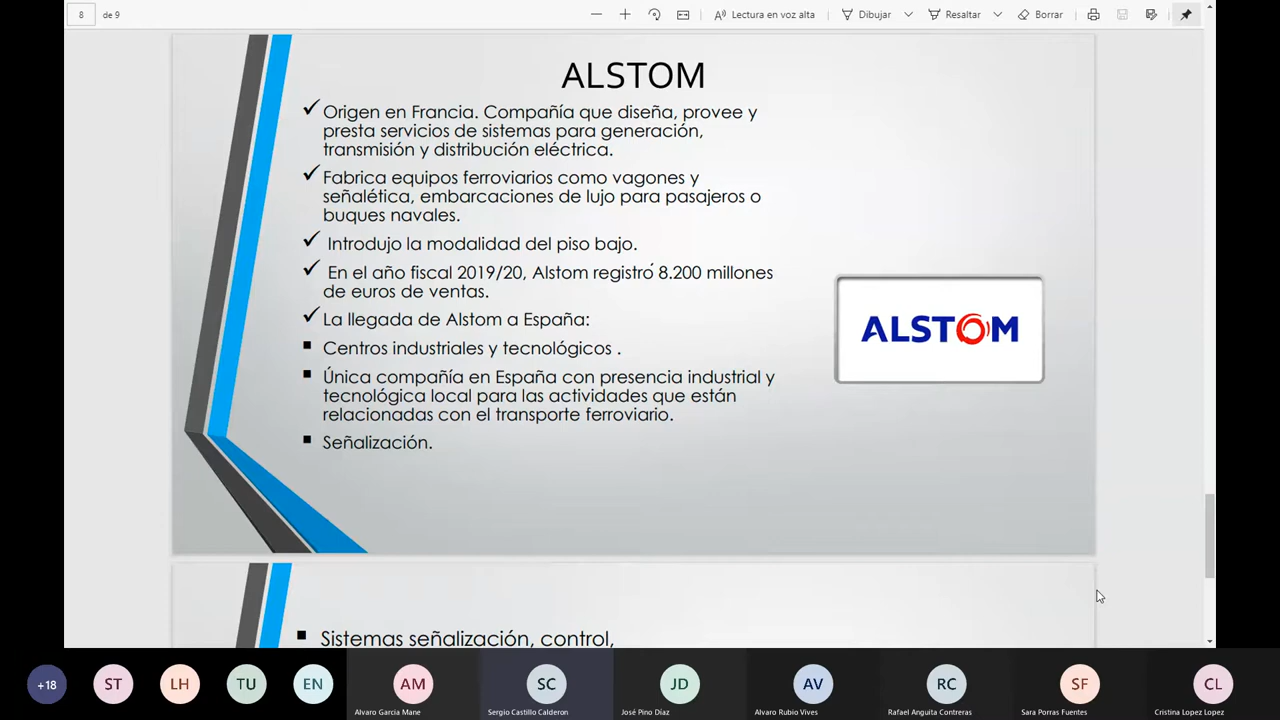 8 de 9
Lectura en voz alta
Dibujar
Resaltar
Borrar
ALSTOM
Origen en Francia. Compañía que diseña, provee y
presta servicios de sistemas para generación,
transmisión y distribución eléctrica.
Fabrica equipos ferroviarios como vagones y
señalética, embarcaciones de lujo para pasajeros o
buques navales.
Introdujo la modalidad del piso bajo.
En el año fiscal 2019/20, Alstom registró 8.200 millones
de euros de ventas.
La llegada de Alstom a España:
Centros industriales y tecnológicos .
Única compañía en España con presencia industrial y
tecnológica local para las actividades que están
relacionadas con el transporte ferroviario.
Señalización.
ALSTOM
Sistemas señalización, control,
+18
ST
LH
TU
EN
AM
SC
JD
AV
RC
SF
CL
Alvaro Garcia Mane
Sergio Castillo Calderon
José Pino Díaz
Alvaro Rubio Vives
Rafael Anguita Contreras
Sara Porras Fuentes
Cristina Lopez Lopez